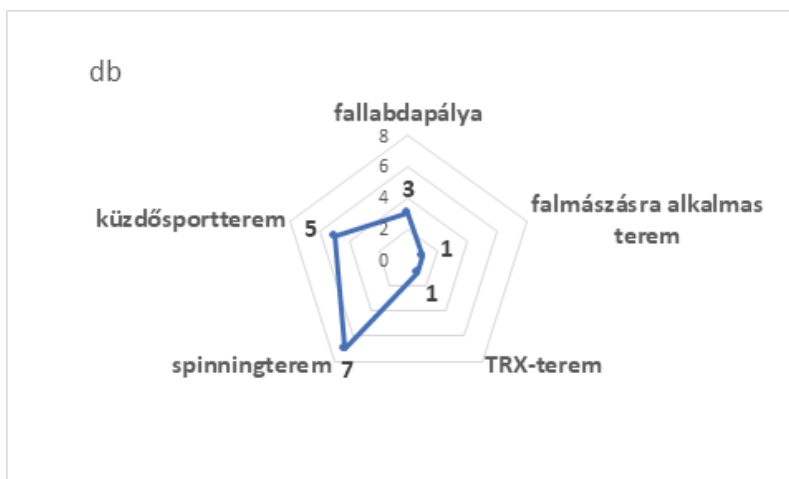 db
fallabdapálya
8
6
4
2
0
3
falmászásra alkalmas
terem
1
1
TRX-terem
7
spinningterem
5
küzdősportterem